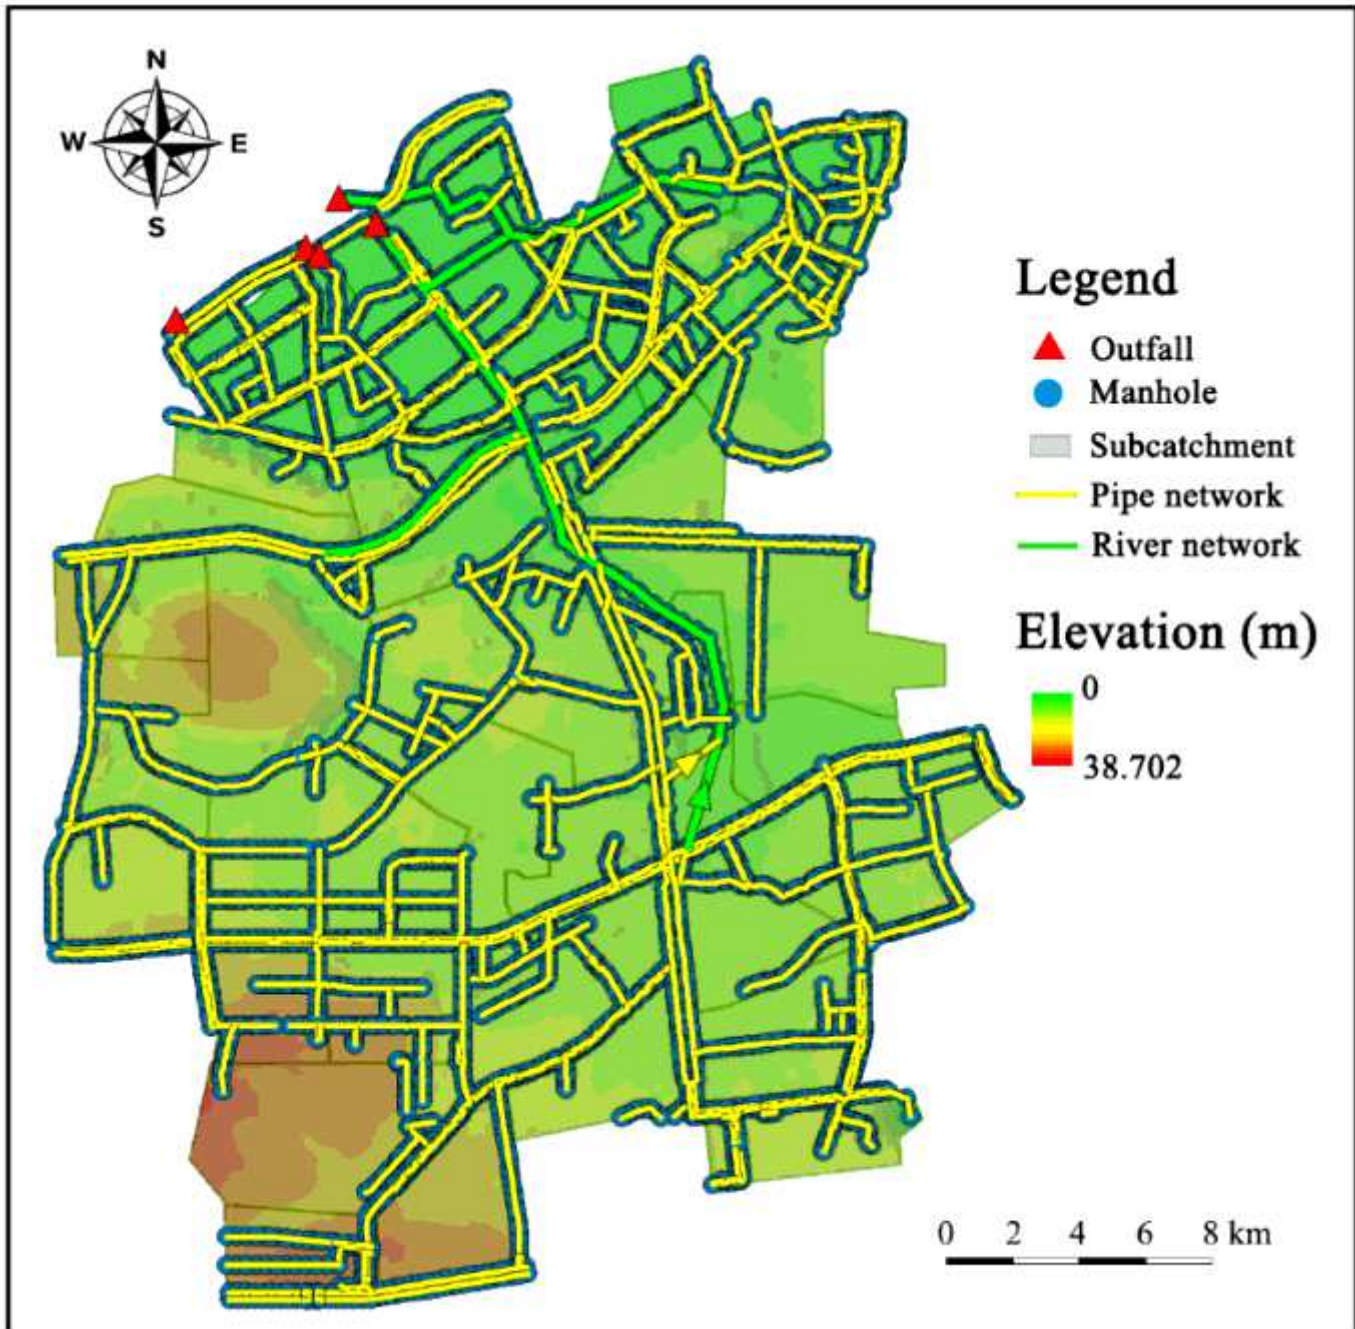 N
W E
S
Legend
Outfall
Manhole
Subcatchment
Pipe network
River network
Elevation (m)
0
38.702
0 2 4 6 8 km